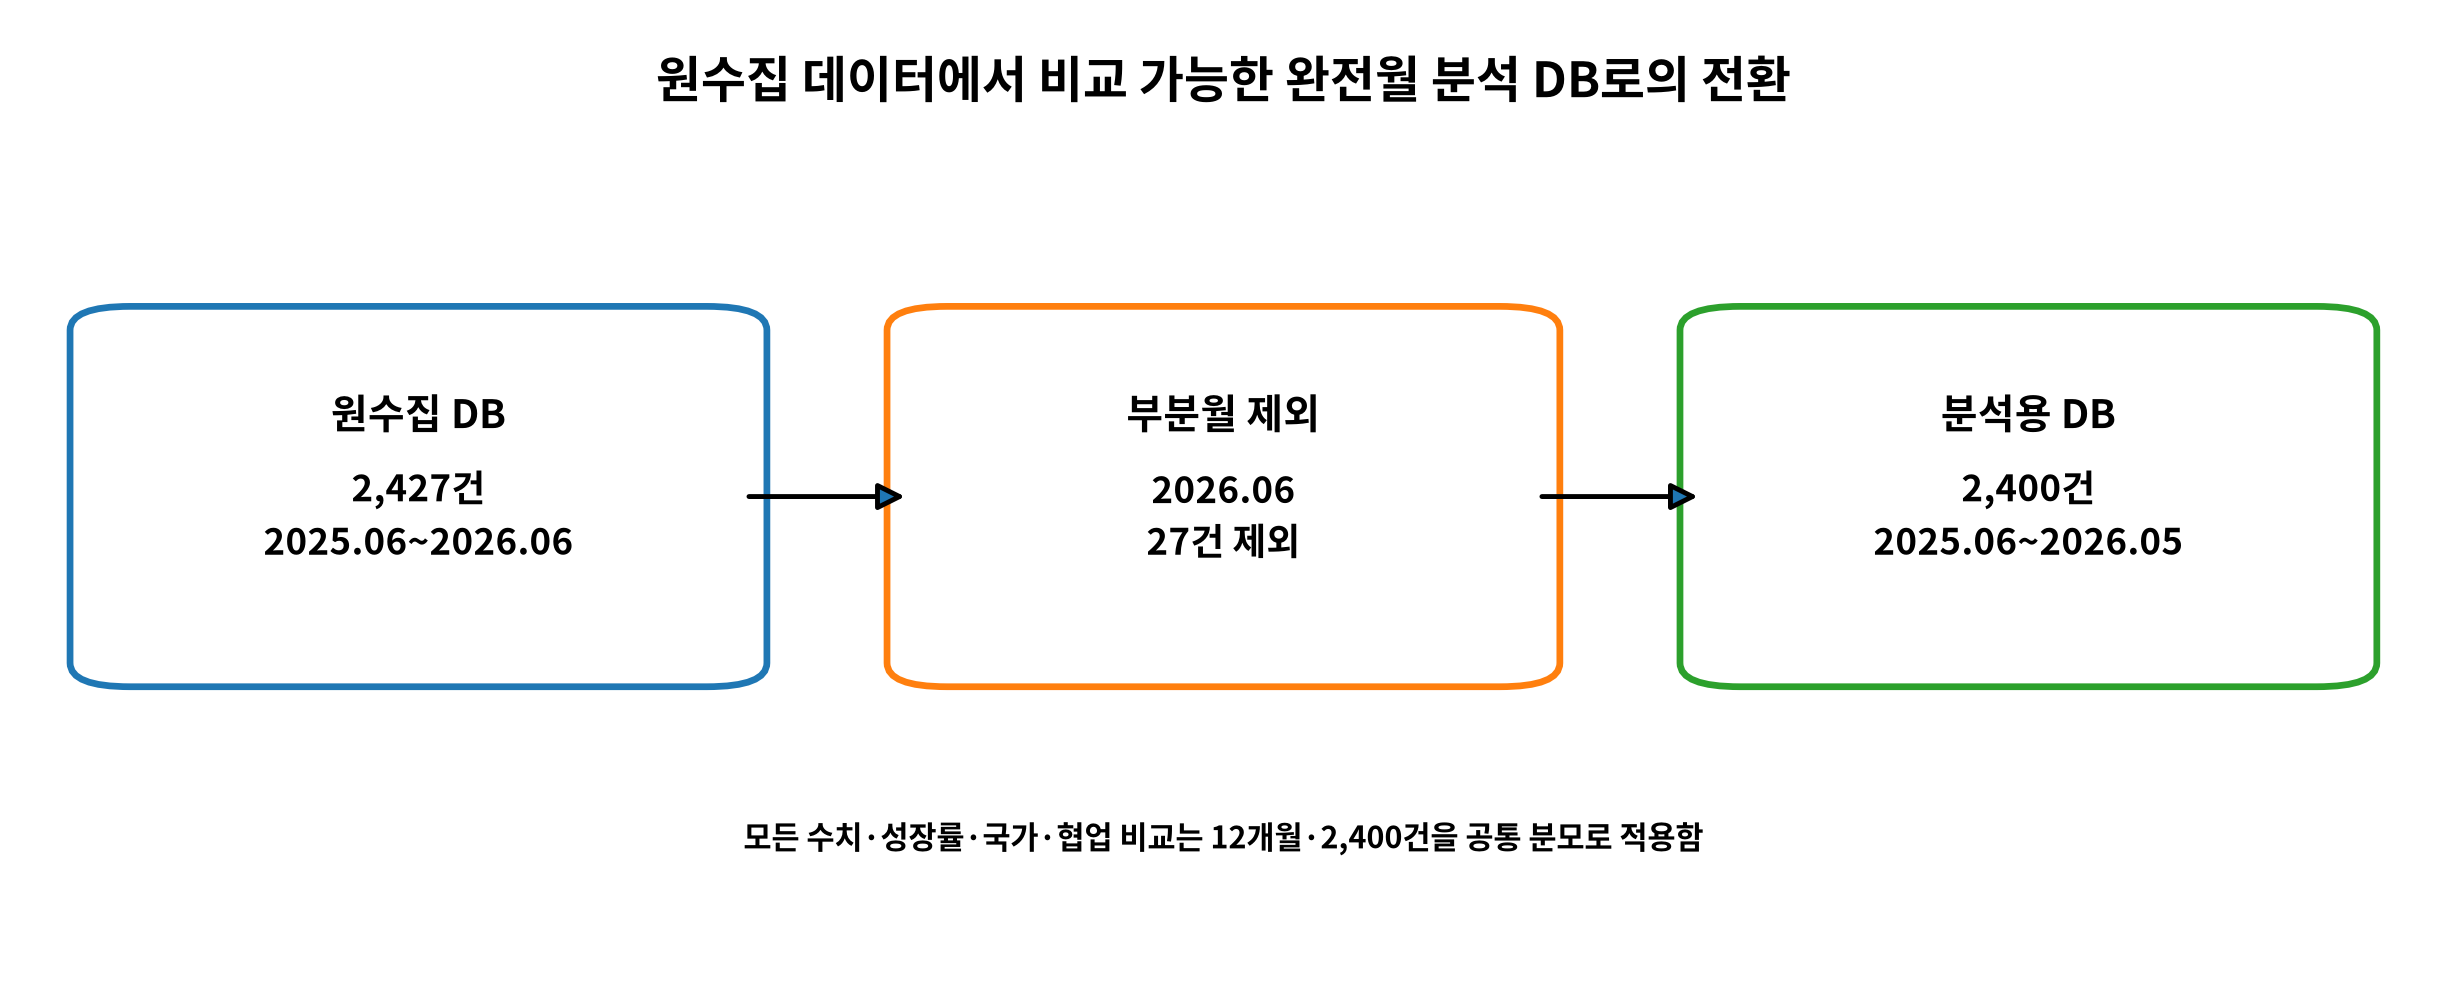 원수집 데이터에서 비교 가능한 완전월 분석 DB로의 전환
원수집 DB
2,427건
2025.06~2026.06
부분월 제외
2026.06
27건 제외
분석용 DB
2,400건
2025.06~2026.05
모든 수치·성장률·국가·협업 비교는 12개월·2,400건을 공통 분모로 적용함